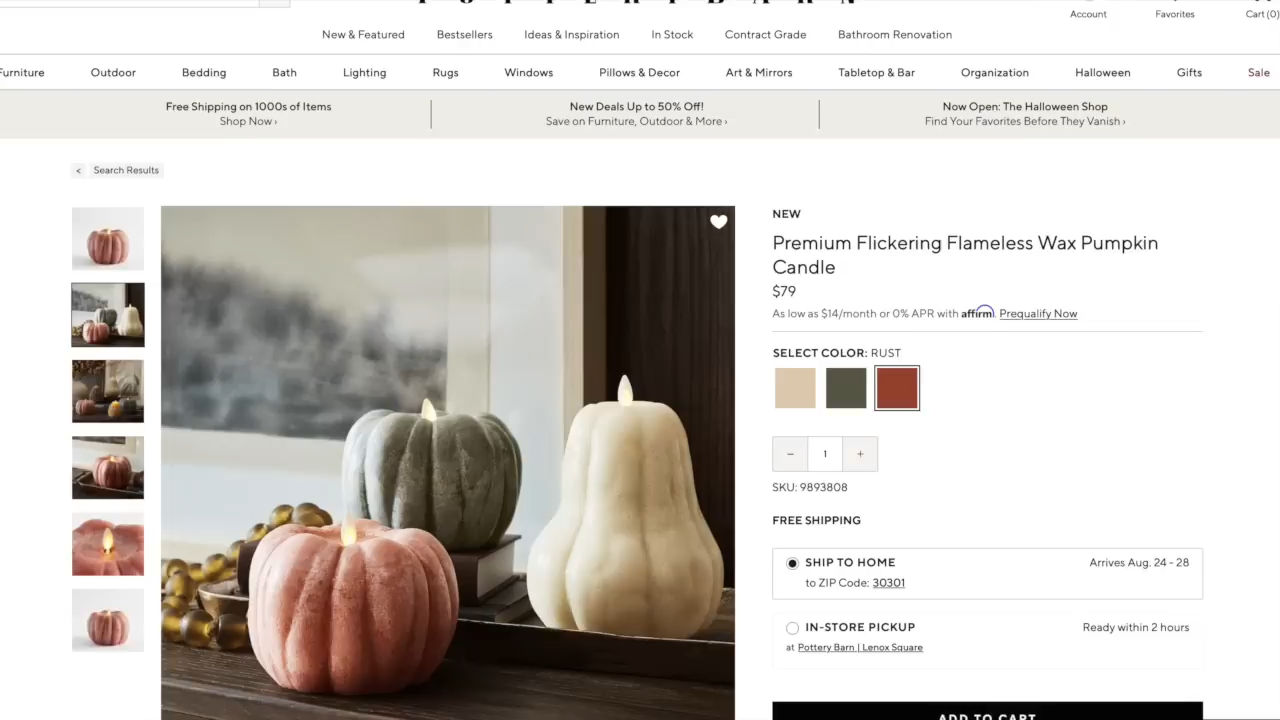 Account Favorites Cart (0)
New & Featured Bestsellers Ideas & Inspiration In Stock Contract Grade Bathroom Renovation
Furniture Outdoor Bedding Bath Lighting Rugs Windows Pillows & Decor Art & Mirrors Tabletop & Bar Organization Halloween Gifts Sale
Free Shipping on 1000s of Items
Shop Now ›
New Deals Up to 50% Off!
Save on Furniture, Outdoor & More ›
Now Open: The Halloween Shop
Find Your Favorites Before They Vanish ›
< Search Results
NEW
Premium Flickering Flameless Wax Pumpkin
Candle
$79
As low as $14/month or 0% APR with affirm. Prequalify Now
SELECT COLOR: RUST
− 1 +
SKU: 9893808
FREE SHIPPING
SHIP TO HOME Arrives Aug. 24 - 28
to ZIP Code: 30301
IN-STORE PICKUP Ready within 2 hours
at Pottery Barn | Lenox Square
ADD TO CART